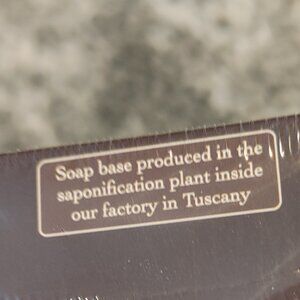 Soap base produced in the
saponification plant inside
our factory in Tuscany